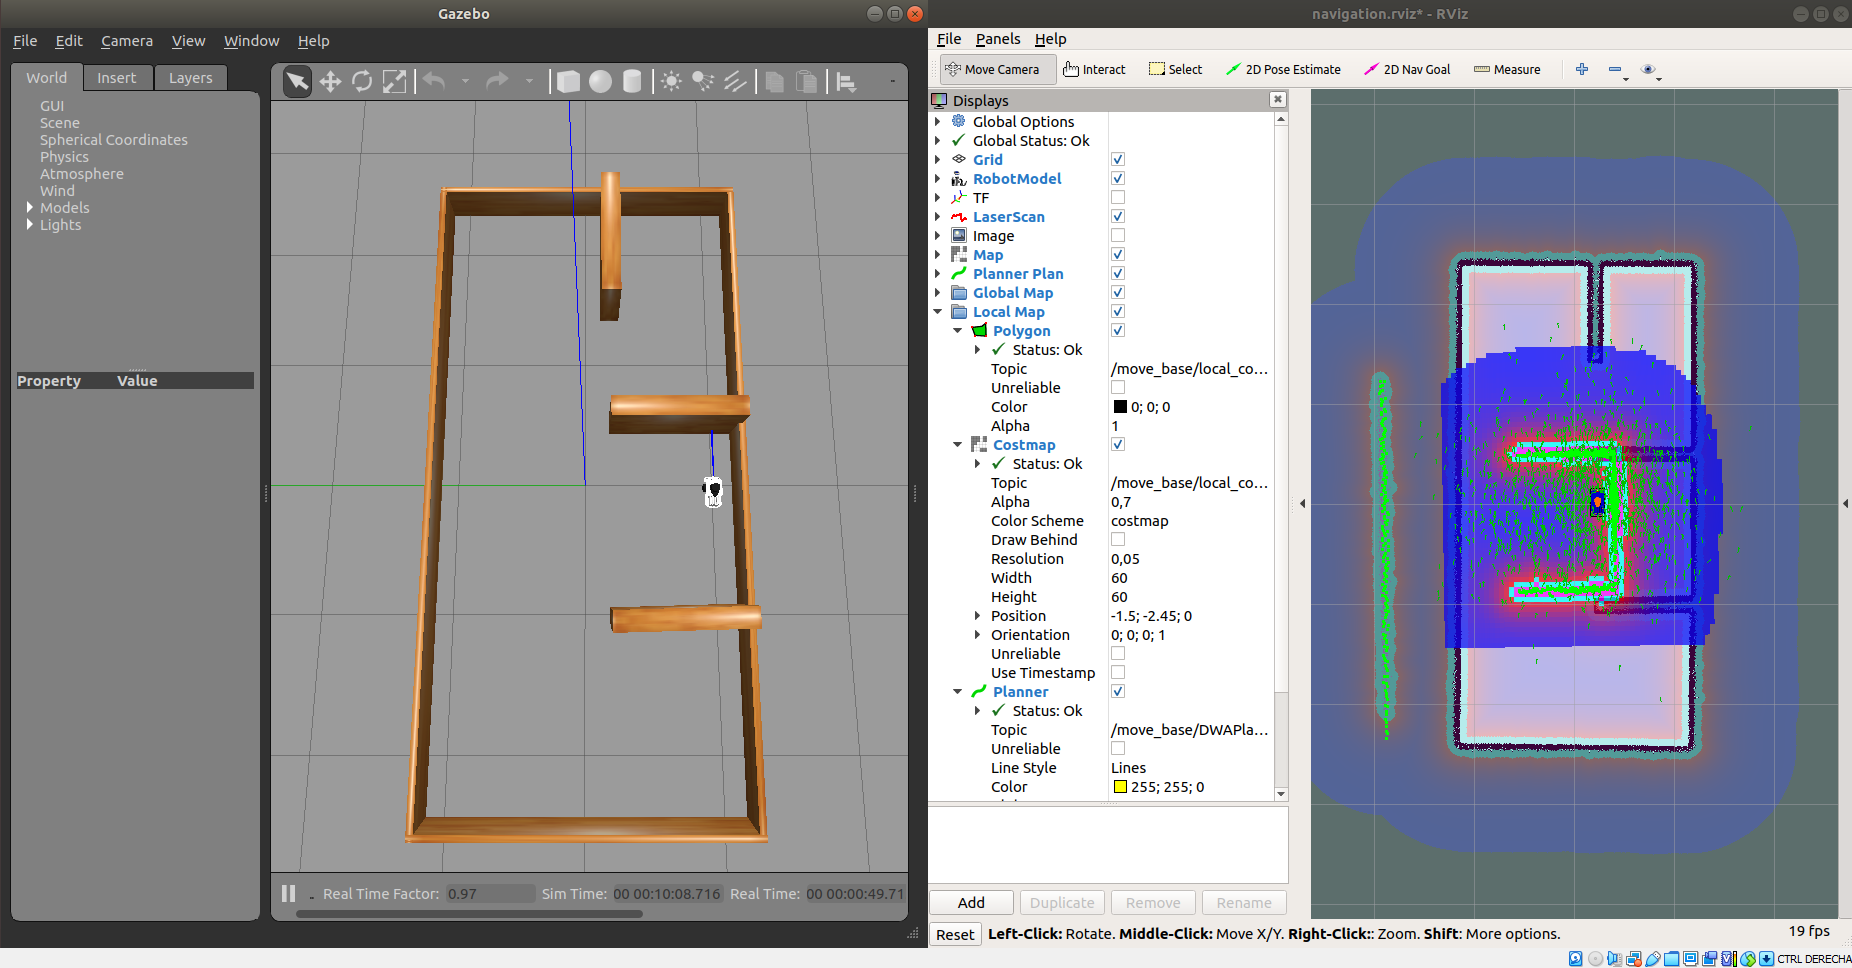 Gazebo
File Edit Camera View Window Help
World Insert Layers
GUI
Scene
Spherical Coordinates
Physics
Atmosphere
Wind
Models
Lights
Property Value
Real Time Factor: 0.97 Sim Time: 00 00:10:08.716 Real Time: 00 00:00:49.71
navigation.rviz* - RViz
File Panels Help
Move Camera Interact Select 2D Pose Estimate 2D Nav Goal Measure
Displays
Global Options
Global Status: Ok
Grid
RobotModel
TF
LaserScan
Image
Map
Planner Plan
Global Map
Local Map
Polygon
Status: Ok
Topic /move_base/local_co...
Unreliable
Color 0; 0; 0
Alpha 1
Costmap
Status: Ok
Topic /move_base/local_co...
Alpha 0,7
Color Scheme costmap
Draw Behind
Resolution 0,05
Width 60
Height 60
Position -1.5; -2.45; 0
Orientation 0; 0; 0; 1
Unreliable
Use Timestamp
Planner
Status: Ok
Topic /move_base/DWAPla...
Unreliable
Line Style Lines
Color 255; 255; 0
Add Duplicate Remove Rename
Reset Left-Click: Rotate. Middle-Click: Move X/Y. Right-Click:: Zoom. Shift: More options. 19 fps
CTRL DERECHA